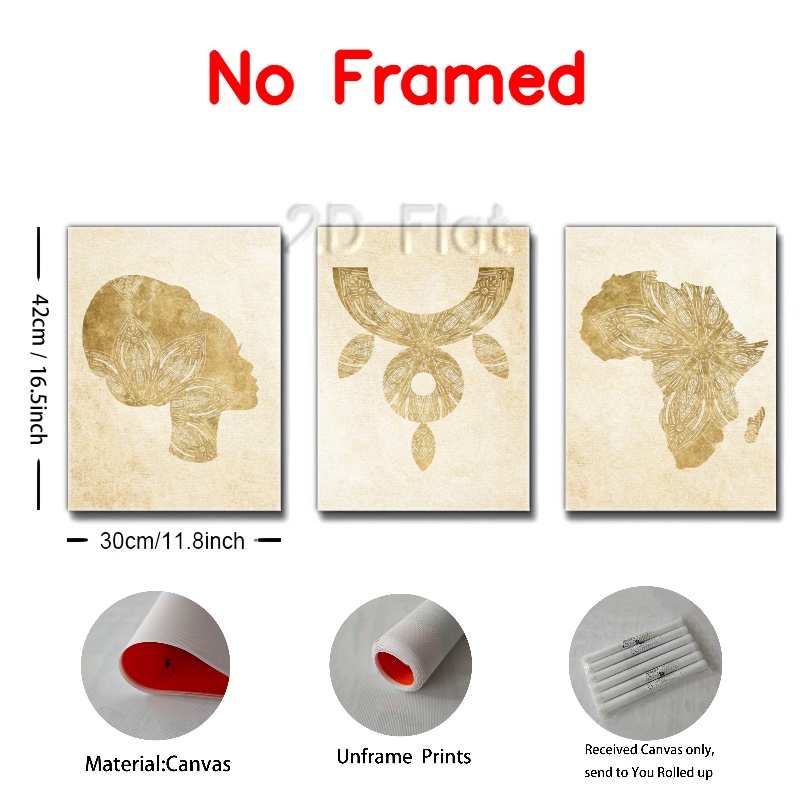 No Framed
2D Flat
42cm / 16.5inch
30cm/11.8inch
Material:Canvas
Unframe Prints
Received Canvas only,
send to You Rolled up